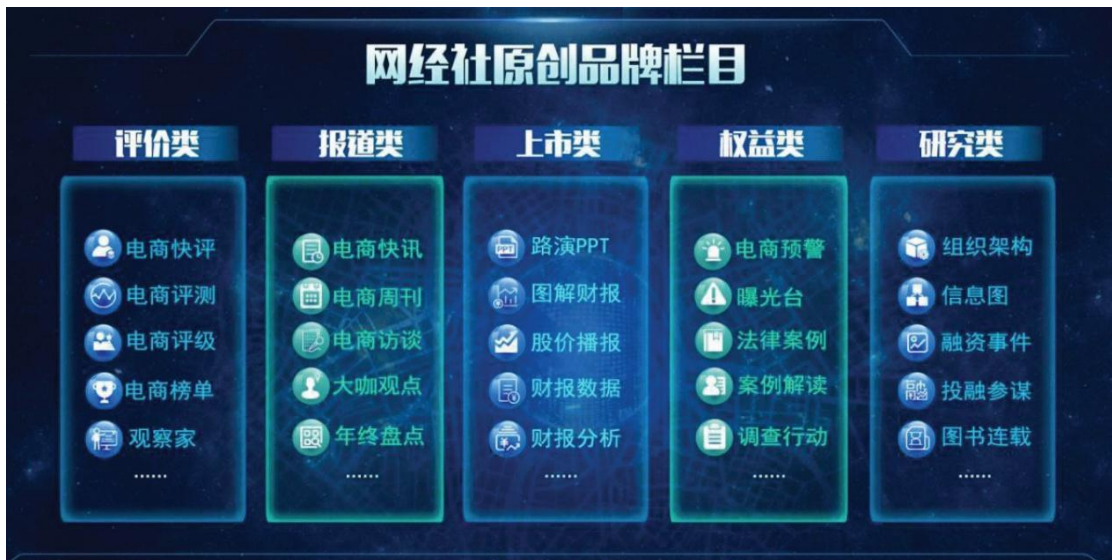 网经社原创品牌栏目
评价类
电商快评
电商评测
电商评级
电商榜单
观察家
......
报道类
电商快讯
电商周刊
电商访谈
大咖观点
年终盘点
......
上市类
PPT
路演PPT
图解财报
股价播报
财报数据
财报分析
......
权益类
电商预警
曝光台
法律案例
案例解读
调查行动
......
研究类
组织架构
信息图
融资事件
融
投融参谋
图书连载
......